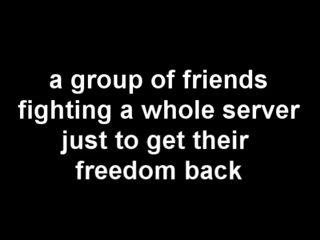 a group of friends
fighting a whole server
just to get their
freedom back